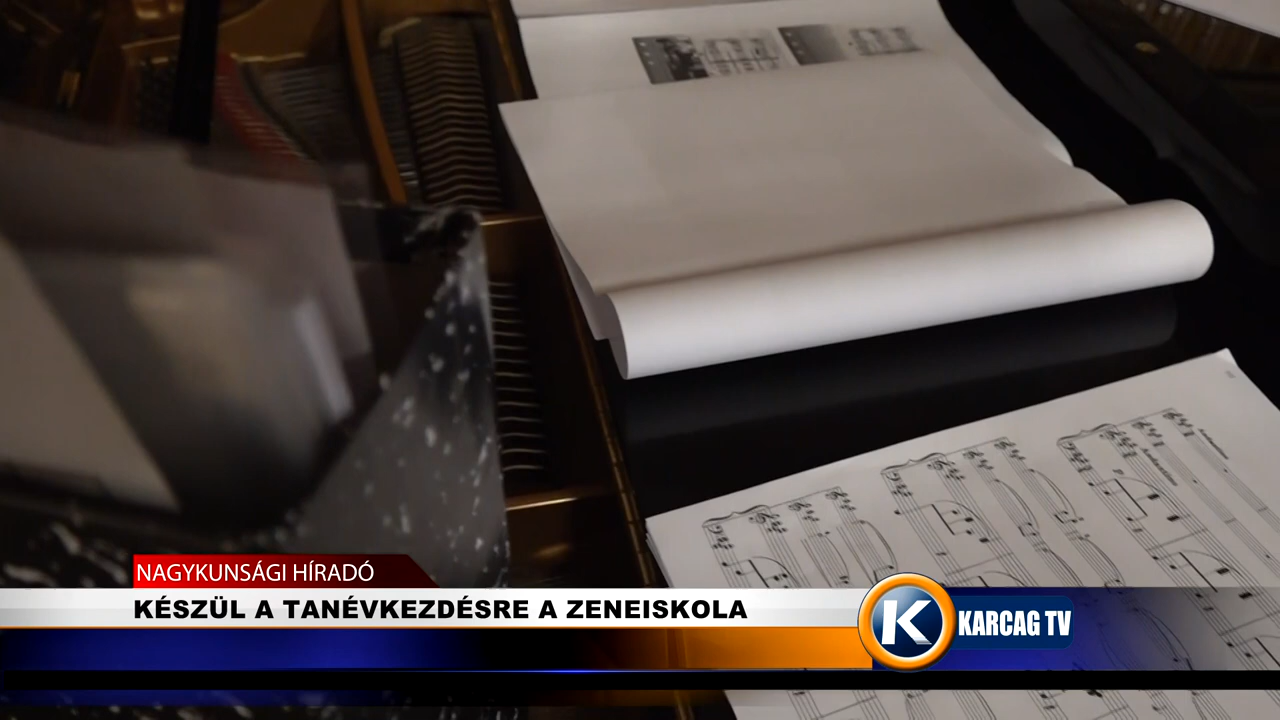 NAGYKUNSÁGI HÍRADÓ
KÉSZÜL A TANÉVKEZDÉSRE A ZENEISKOLA
K KARCAG TV